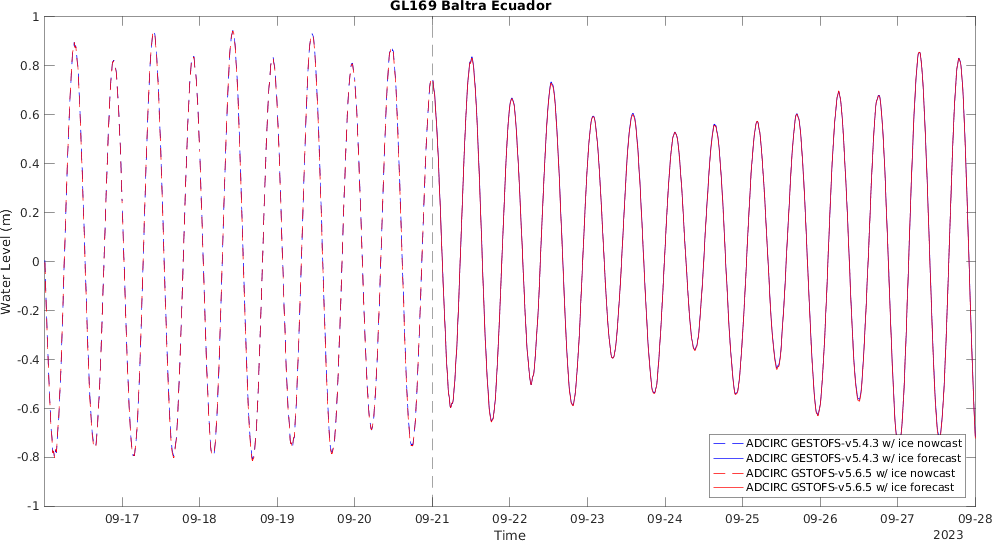 GL169 Baltra Ecuador
1
0.8
0.6
0.4
0.2
0
-0.2
-0.4
-0.6
-0.8
-1
Water Level (m)
ADCIRC GESTOFS-v5.4.3 w/ ice nowcast
ADCIRC GESTOFS-v5.4.3 w/ ice forecast
ADCIRC GSTOFS-v5.6.5 w/ ice nowcast
ADCIRC GSTOFS-v5.6.5 w/ ice forecast
09-17 09-18 09-19 09-20 09-21 09-22 09-23 09-24 09-25 09-26 09-27 09-28
Time
2023